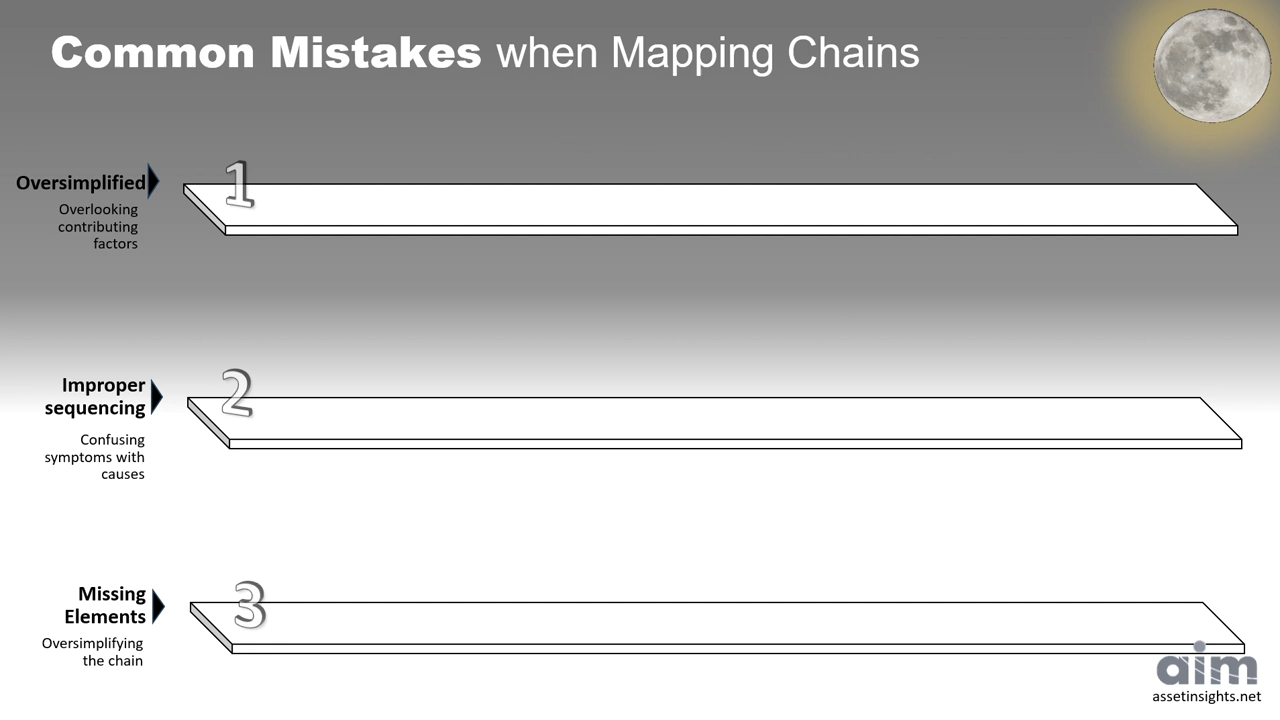 Common Mistakes when Mapping Chains
1
Oversimplified
Overlooking
contributing
factors
2
Improper
sequencing
Confusing
symptoms with
causes
3
Missing
Elements
Oversimplifying
the chain
aim
assetinsights.net